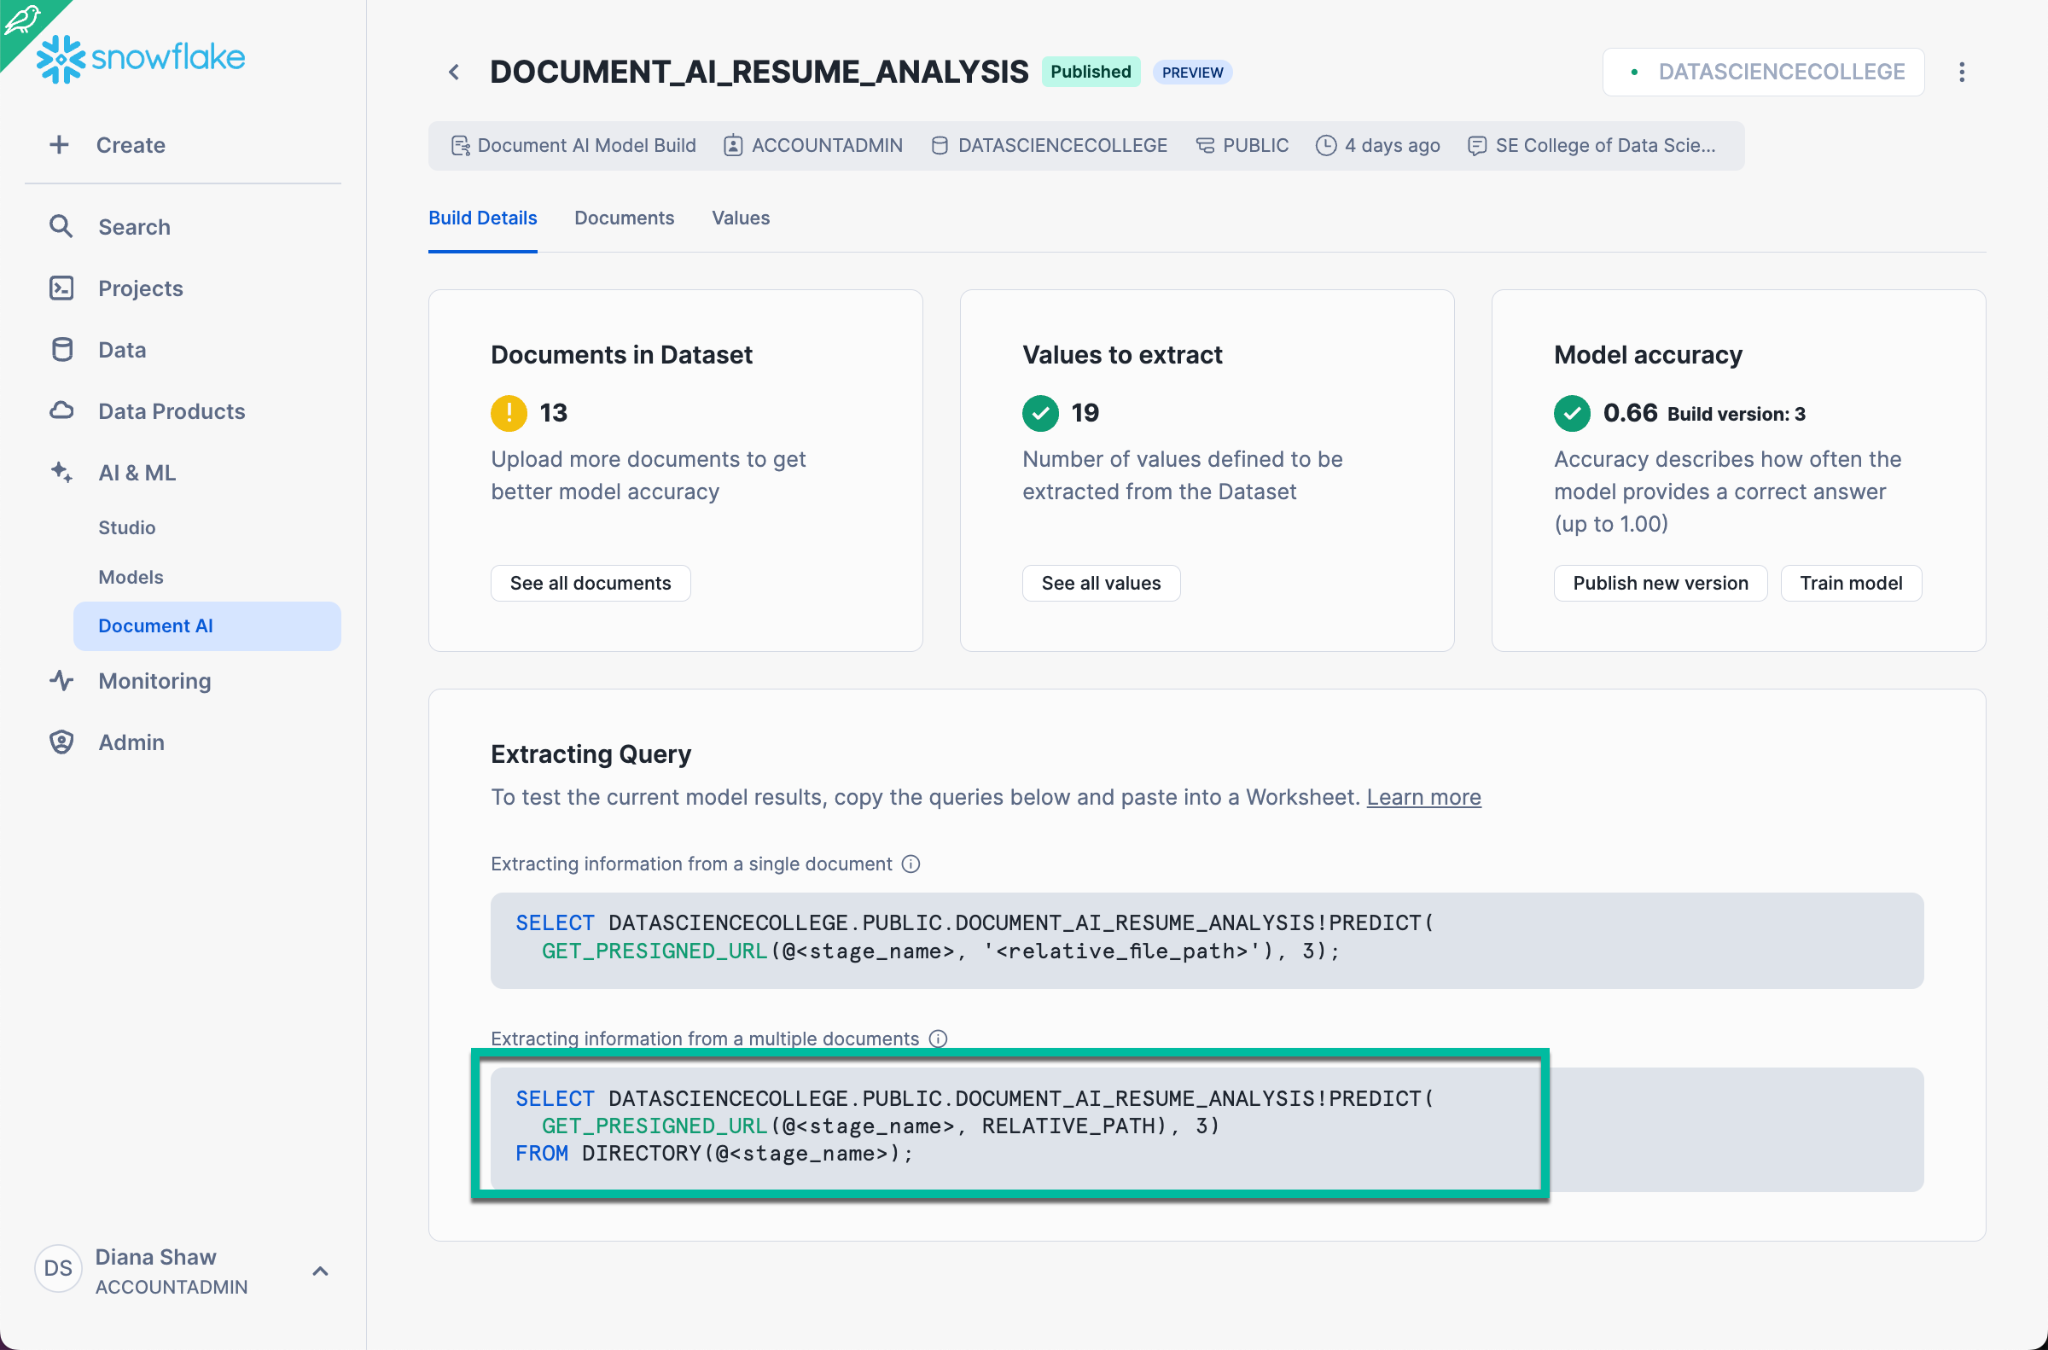 snowflake
Create
Search
Projects
Data
Data Products
AI & ML
Studio
Models
Document AI
Monitoring
Admin
DS
Diana Shaw
ACCOUNTADMIN
DOCUMENT_AI_RESUME_ANALYSIS Published PREVIEW
DATASCIENCECOLLEGE
Document AI Model Build ACCOUNTADMIN DATASCIENCECOLLEGE PUBLIC 4 days ago SE College of Data Scie...
Build Details Documents Values
Documents in Dataset
13
Upload more documents to get
better model accuracy
See all documents
Values to extract
19
Number of values defined to be
extracted from the Dataset
See all values
Model accuracy
0.66 Build version: 3
Accuracy describes how often the
model provides a correct answer
(up to 1.00)
Publish new version Train model
Extracting Query
To test the current model results, copy the queries below and paste into a Worksheet. Learn more
Extracting information from a single document
SELECT DATASCIENCECOLLEGE.PUBLIC.DOCUMENT_AI_RESUME_ANALYSIS!PREDICT(
GET_PRESIGNED_URL(@<stage_name>, '<relative_file_path>'), 3);
Extracting information from a multiple documents
SELECT DATASCIENCECOLLEGE.PUBLIC.DOCUMENT_AI_RESUME_ANALYSIS!PREDICT(
GET_PRESIGNED_URL(@<stage_name>, RELATIVE_PATH), 3)
FROM DIRECTORY(@<stage_name>);